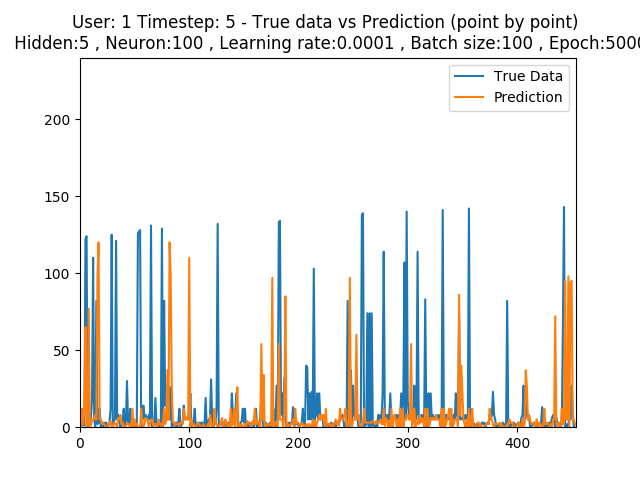 User: 1 Timestep: 5 - True data vs Prediction (point by point)
Hidden:5 , Neuron:100 , Learning rate:0.0001 , Batch size:100 , Epoch:5000
True Data
Prediction
200
150
100
50
0
0 100 200 300 400